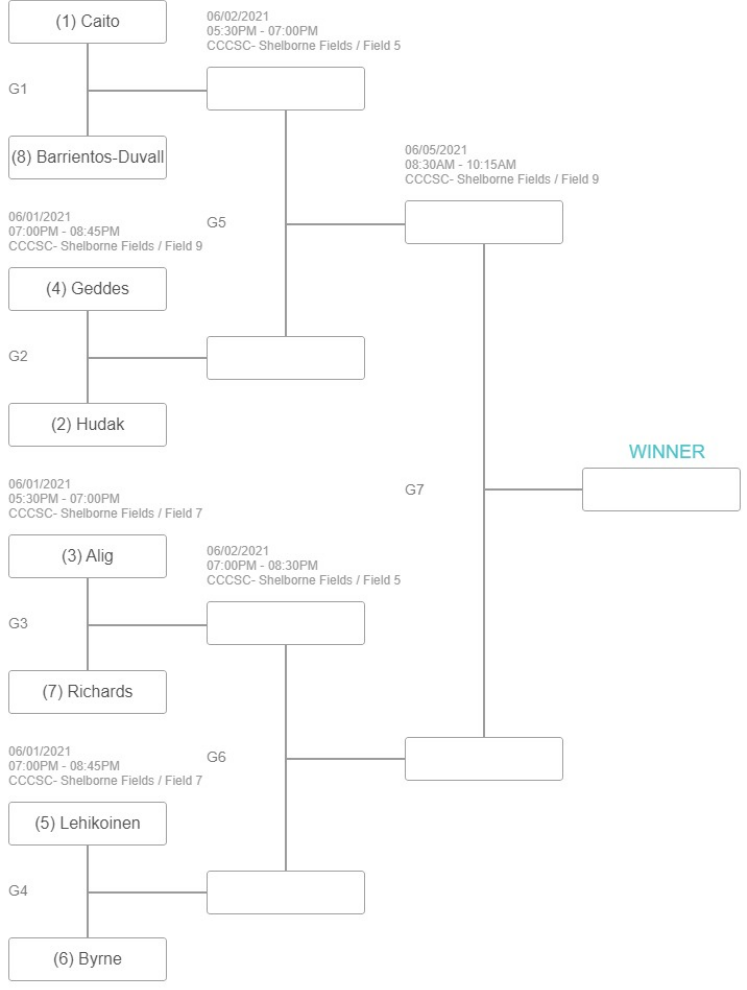 (1) Caito
G1
(8) Barrientos-Duvall
06/02/2021
05:30PM - 07:00PM
CCCSC- Shelborne Fields / Field 5
G5
06/01/2021
07:00PM - 08:45PM
CCCSC- Shelborne Fields / Field 9
(4) Geddes
G2
(2) Hudak
06/05/2021
08:30AM - 10:15AM
CCCSC- Shelborne Fields / Field 9
G7
WINNER
06/01/2021
05:30PM - 07:00PM
CCCSC- Shelborne Fields / Field 7
(3) Alig
G3
(7) Richards
06/02/2021
07:00PM - 08:30PM
CCCSC- Shelborne Fields / Field 5
G6
06/01/2021
07:00PM - 08:45PM
CCCSC- Shelborne Fields / Field 7
(5) Lehikoinen
G4
(6) Byrne